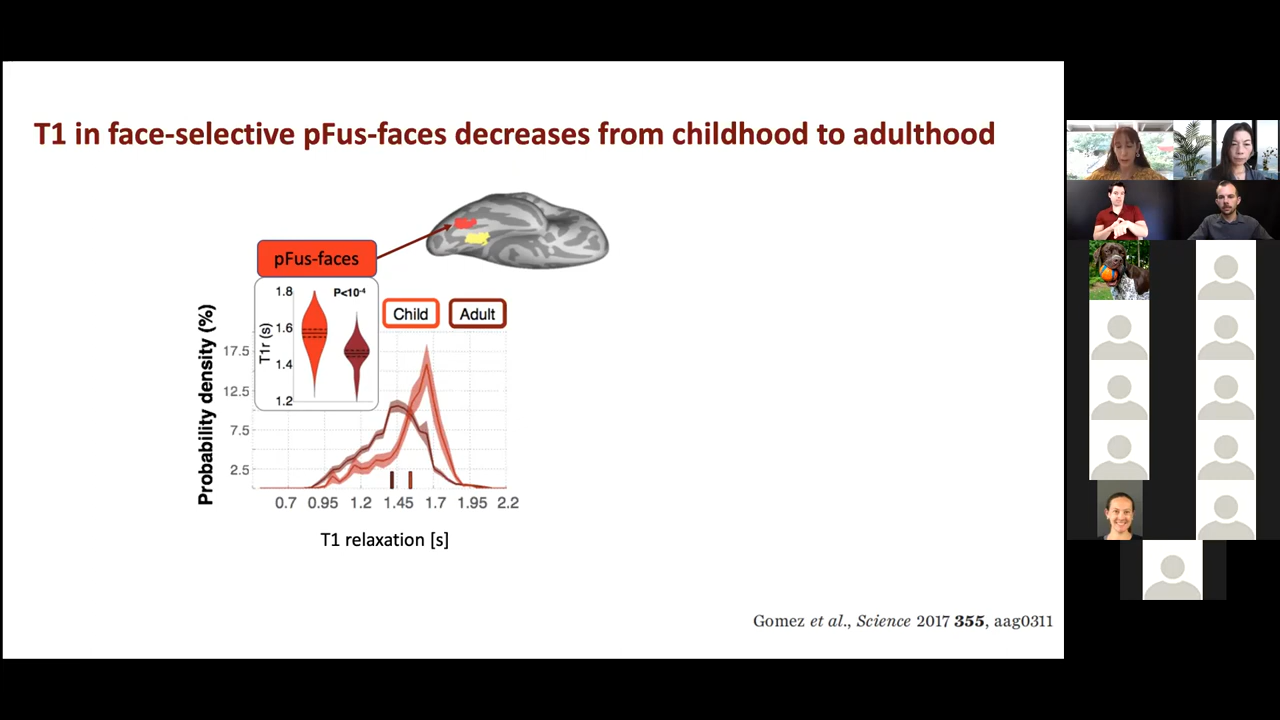 T1 in face-selective pFus-faces decreases from childhood to adulthood
pFus-faces
P<10-4
1.8
1.6
1.4
1.2
T1r (s)
Child
Adult
Probability density (%)
17.5
12.5
7.5
2.5
0.7 0.95 1.2 1.45 1.7 1.95 2.2
T1 relaxation [s]
Gomez et al., Science 2017 355, aag0311